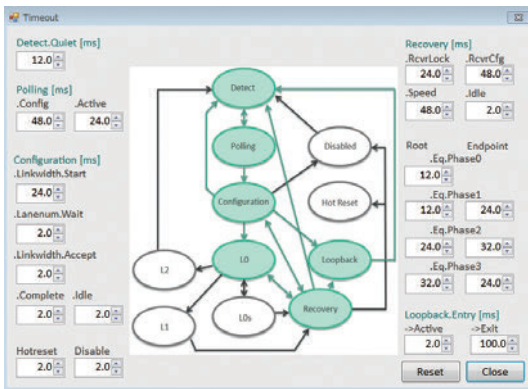 Timeout
Detect.Quiet [ms]
12.0
Polling [ms]
.Config .Active
48.0 24.0
Configuration [ms]
.Linkwidth.Start
24.0
.Lanenum.Wait
2.0
.Linkwidth.Accept
2.0
.Complete .Idle
2.0 2.0
Hotreset Disable
2.0 2.0
Detect
Polling
Disabled
Configuration
Hot Reset
L2
L0
Loopback
L0s
Recovery
L1
Recovery [ms]
.RcvrLock .RcvrCfg
24.0 48.0
.Speed .Idle
48.0 2.0
Root Endpoint
.Eq.Phase0
12.0
.Eq.Phase1
12.0 24.0
.Eq.Phase2
24.0 32.0
.Eq.Phase3
32.0 24.0
Loopback.Entry [ms]
->Active ->Exit
2.0 100.0
Reset Close